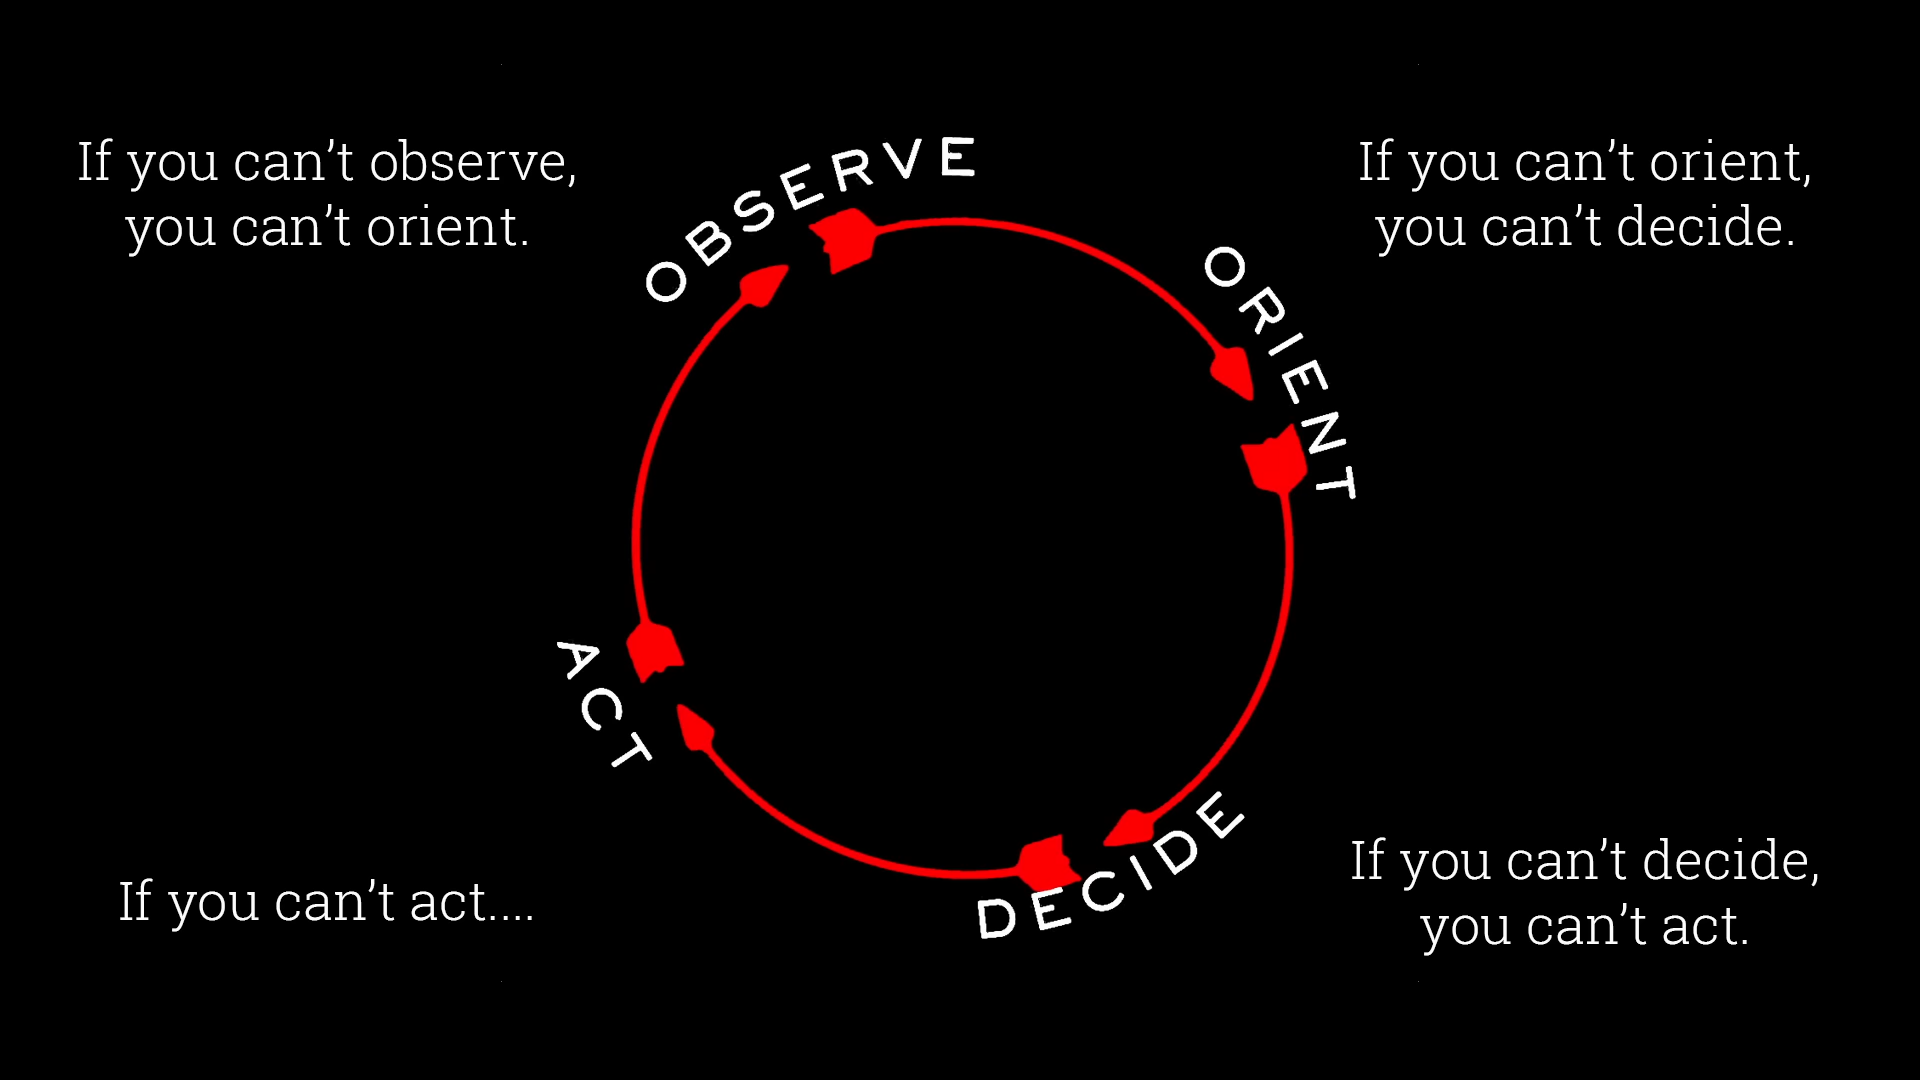 If you can’t observe,
you can’t orient.
OBSERVE
If you can’t orient,
you can’t decide.
ORIENT
ACT
DECIDE
If you can’t act....
If you can’t decide,
you can’t act.